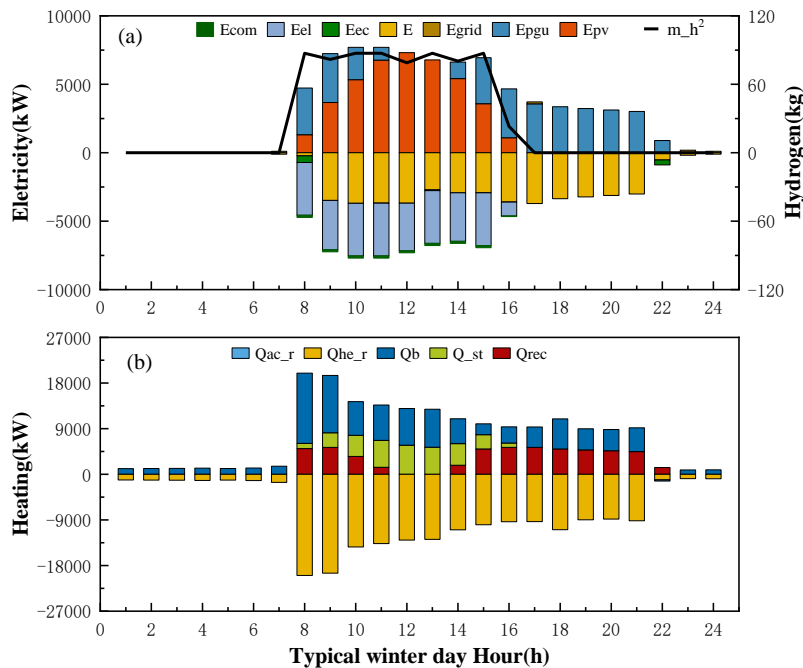 (a)
Ecom Eel Eec E Egrid Epgu Epv m_h²
10000
5000
0
−5000
−10000
Eletricity(kW)
120
60
0
−60
−120
Hydrogen(kg)
0 2 4 6 8 10 12 14 16 18 20 22 24
(b)
Qac_r Qhe_r Qb Q_st Qrec
27000
18000
9000
0
−9000
−18000
−27000
Heating(kW)
0 2 4 6 8 10 12 14 16 18 20 22 24
Typical winter day Hour(h)